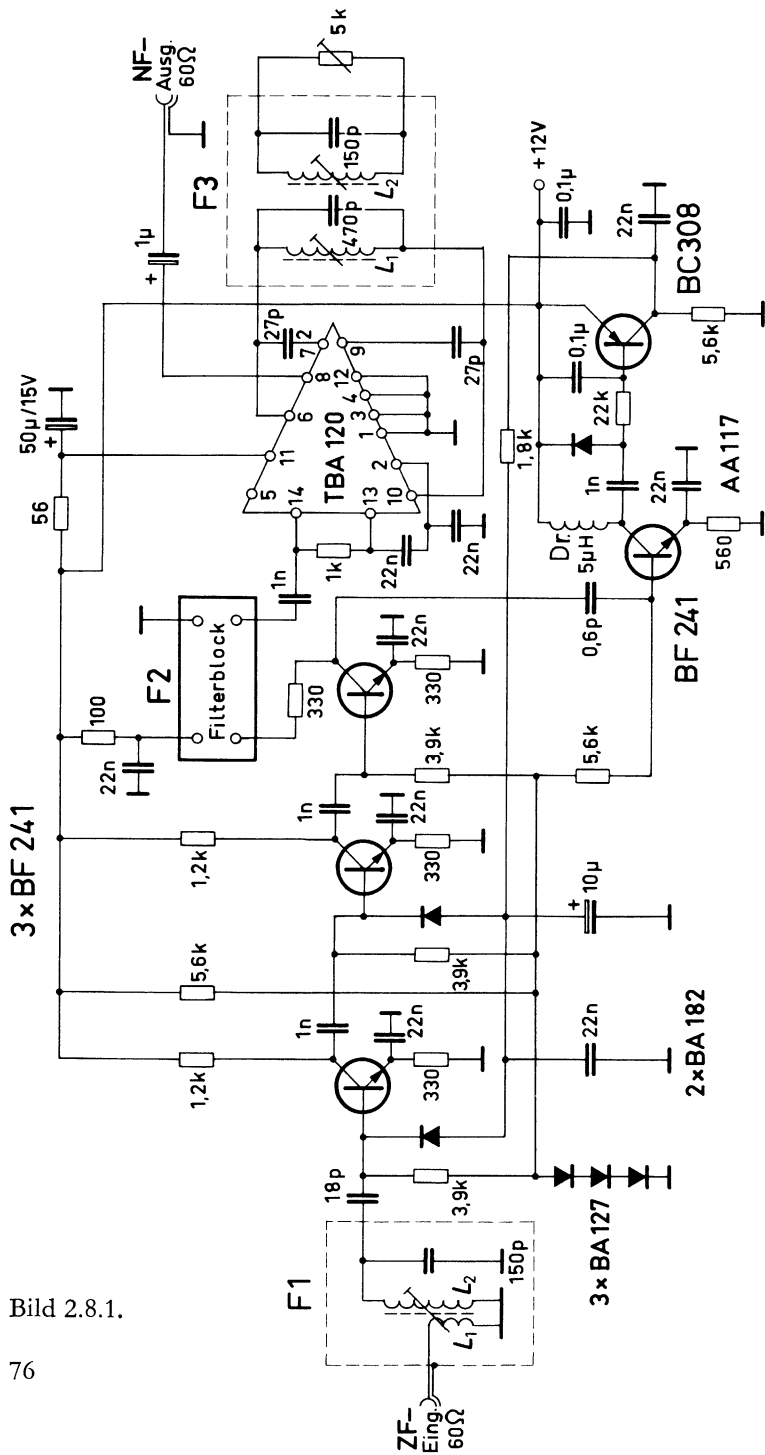 3×BF 241
F1
ZF-
Eing.
60Ω
L₁
L₂
150p
18p
3,9k
3×BA127
1,2k
330
22n
1n
5,6k
3,9k
22n
2×BA182
10µ
+
1,2k
330
22n
1n
3,9k
5,6k
100
22n
F2
Filterblock
330
330
22n
0,6p
BF 241
1n
1k
22n
22n
56
50µ/15V
+
TBA 120
5
14
13
10
11
6
8
7
2
2
1
3
4
12
9
27p
27p
1µ
+
NF-
Ausg.
60Ω
F3
L₁
470p
L₂
150p
5k
Dr.
5µH
560
22n
1n
AA117
22k
0,1µ
1,8k
BC308
5,6k
22n
0,1µ
+12V
Bild 2.8.1.
76